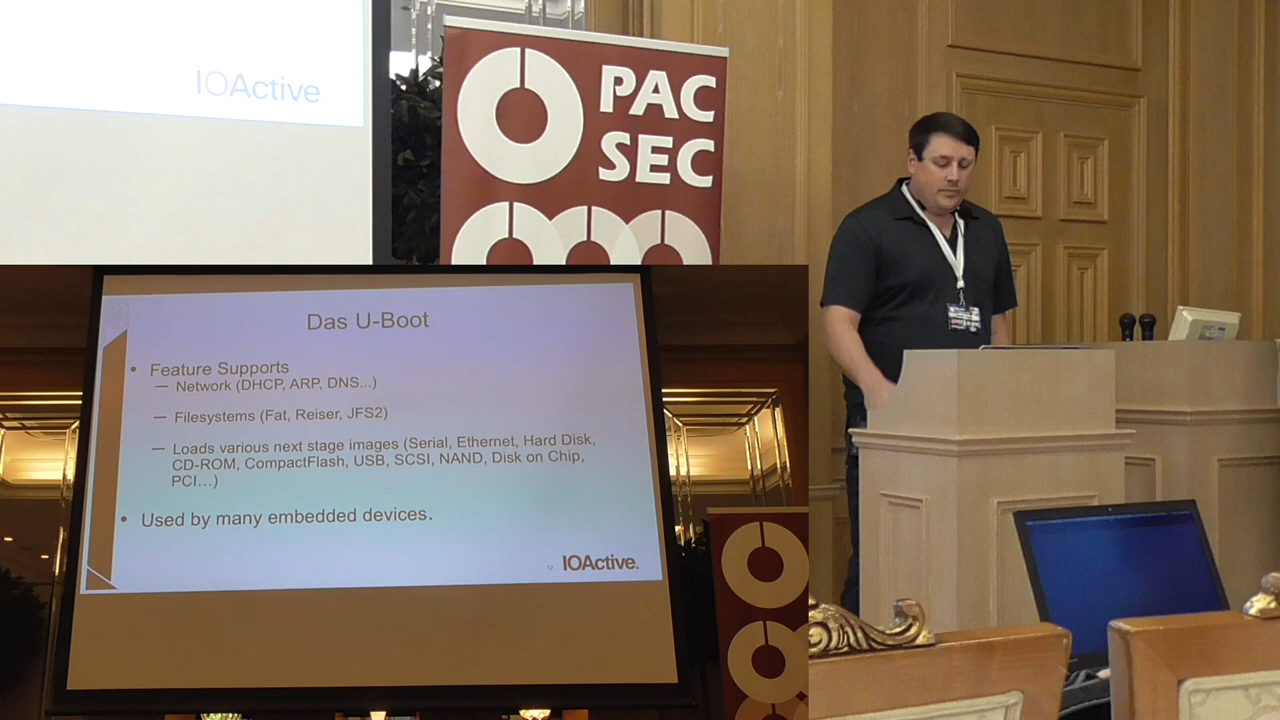 IOActive
PAC
SEC
Das U-Boot
• Feature Supports
— Network (DHCP, ARP, DNS...)
— Filesystems (Fat, Reiser, JFS2)
— Loads various next stage images (Serial, Ethernet, Hard Disk,
CD-ROM, CompactFlash, USB, SCSI, NAND, Disk on Chip,
PCI...)
• Used by many embedded devices.
12
IOActive.